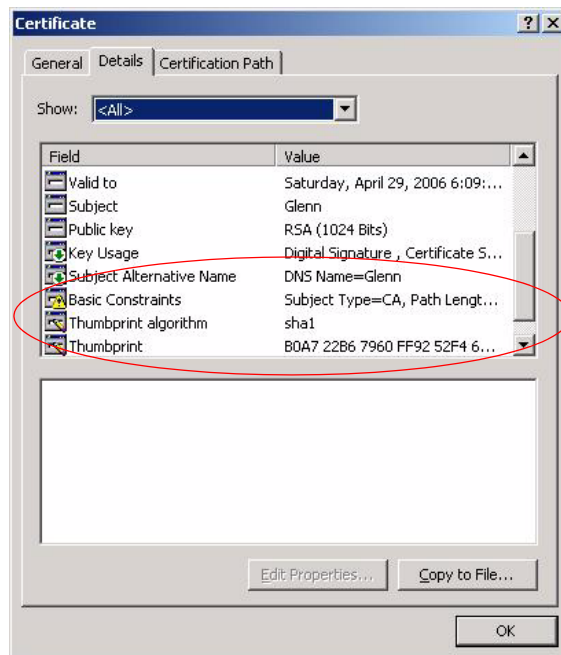 Certificate
General Details Certification Path
Show: <All>
Field Value
Valid to Saturday, April 29, 2006 6:09:...
Subject Glenn
Public key RSA (1024 Bits)
Key Usage Digital Signature , Certificate S...
Subject Alternative Name DNS Name=Glenn
Basic Constraints Subject Type=CA, Path Lengt...
Thumbprint algorithm sha1
Thumbprint B0A7 22B6 7960 FF92 52F4 6...
Edit Properties... Copy to File...
OK